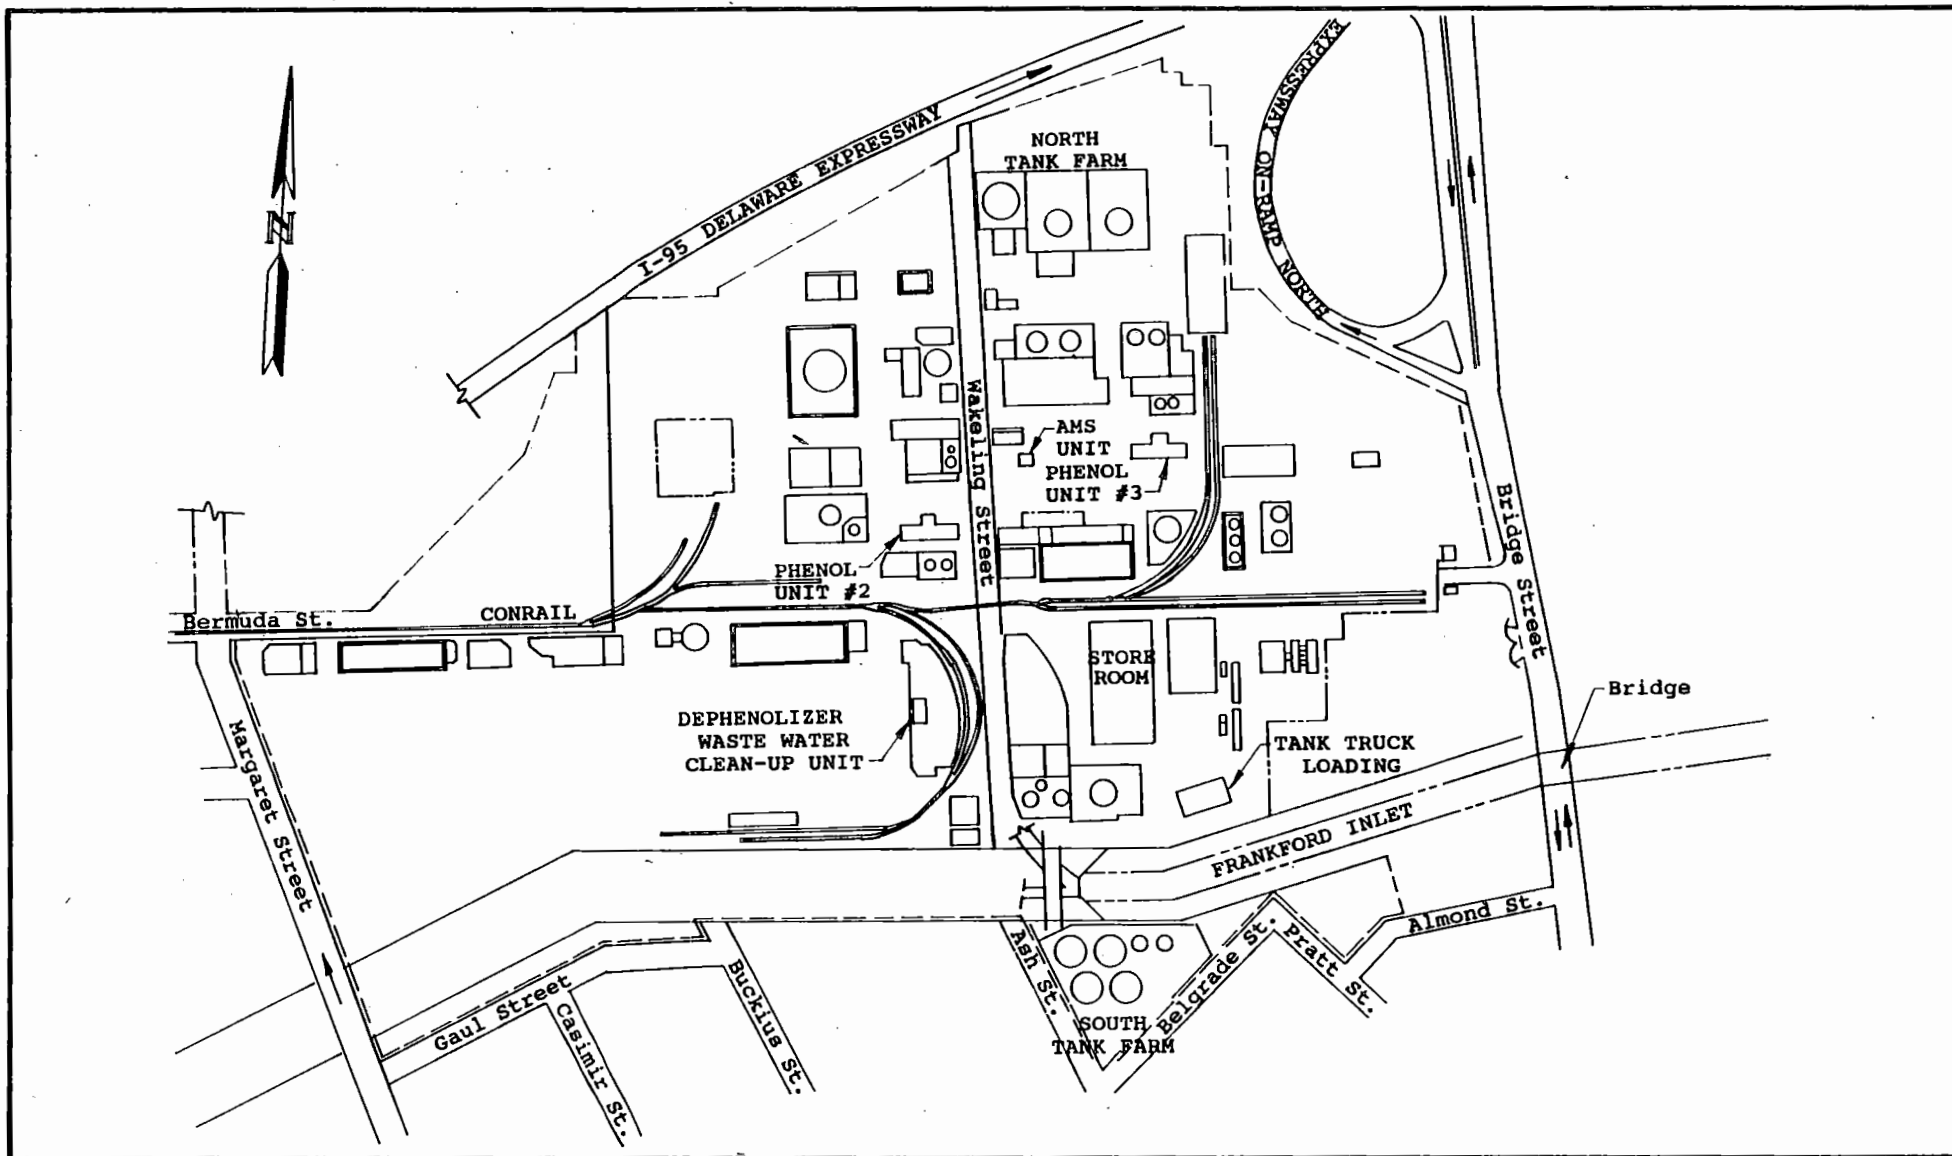 EXPRESSWAY ON-RAMP NORTH
I-95 DELAWARE EXPRESSWAY
NORTH
TANK FARM
N
Wakeling Street
AMS
UNIT
PHENOL
UNIT #3
Bridge Street
PHENOL
UNIT #2
CONRAIL
Bermuda St.
STORE
ROOM
Bridge
DEPHENOLIZER
WASTE WATER
CLEAN-UP UNIT
TANK TRUCK
LOADING
Margaret Street
FRANKFORD INLET
Almond St.
Pratt St.
Belgrade St.
Ash St.
Buckius St.
Gaul Street
Casimir St.
SOUTH
TANK FARM